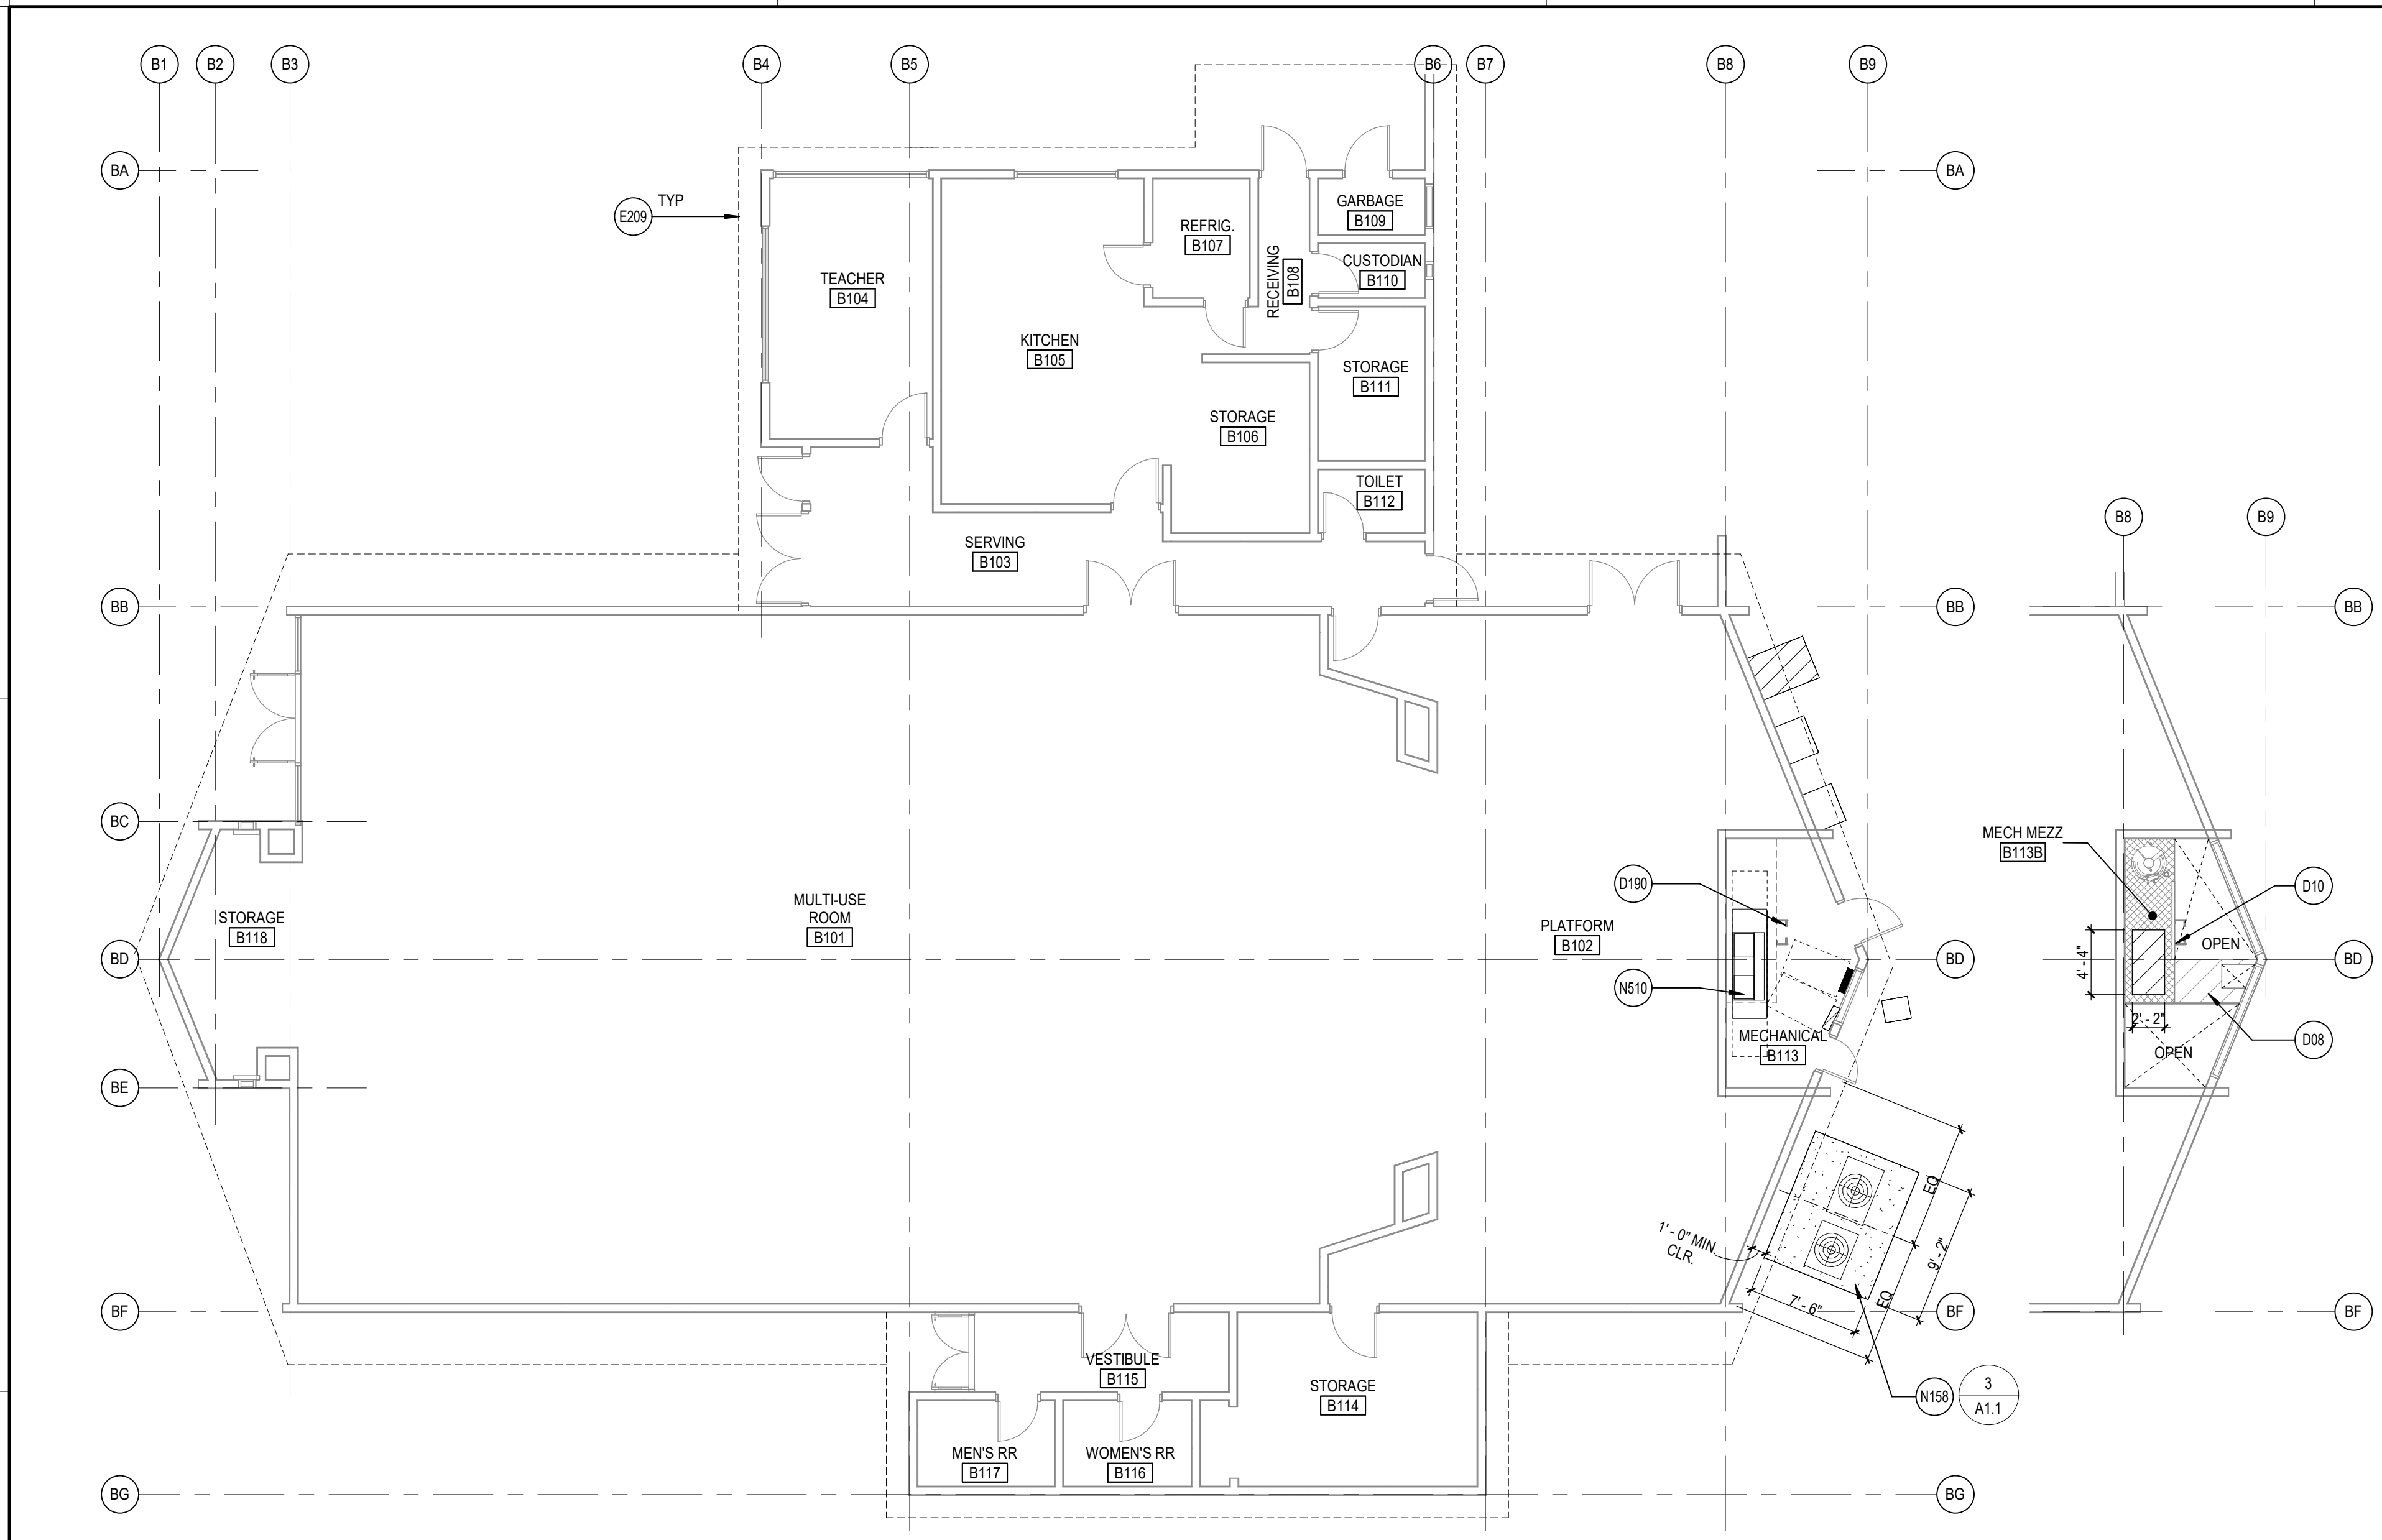 B1
B2
B3
B4
B5
B6
B7
B8
B9
BA
BA
E209
TYP
GARBAGE
B109
REFRIG.
B107
RECEIVING
B108
CUSTODIAN
B110
TEACHER
B104
KITCHEN
B105
STORAGE
B111
STORAGE
B106
TOILET
B112
SERVING
B103
B8
B9
BB
BB
BB
BC
MECH MEZZ
B113B
D190
D10
MULTI-USE
ROOM
B101
STORAGE
B118
PLATFORM
B102
OPEN
4' - 4"
BD
BD
BD
N510
2' - 2"
MECHANICAL
B113
D08
OPEN
BE
EQ
1' - 0" MIN.
CLR.
9' - 2"
7' - 6"
EQ
BF
BF
BF
VESTIBULE
B115
STORAGE
B114
N158
3
A1.1
MEN'S RR
B117
WOMEN'S RR
B116
BG
BG